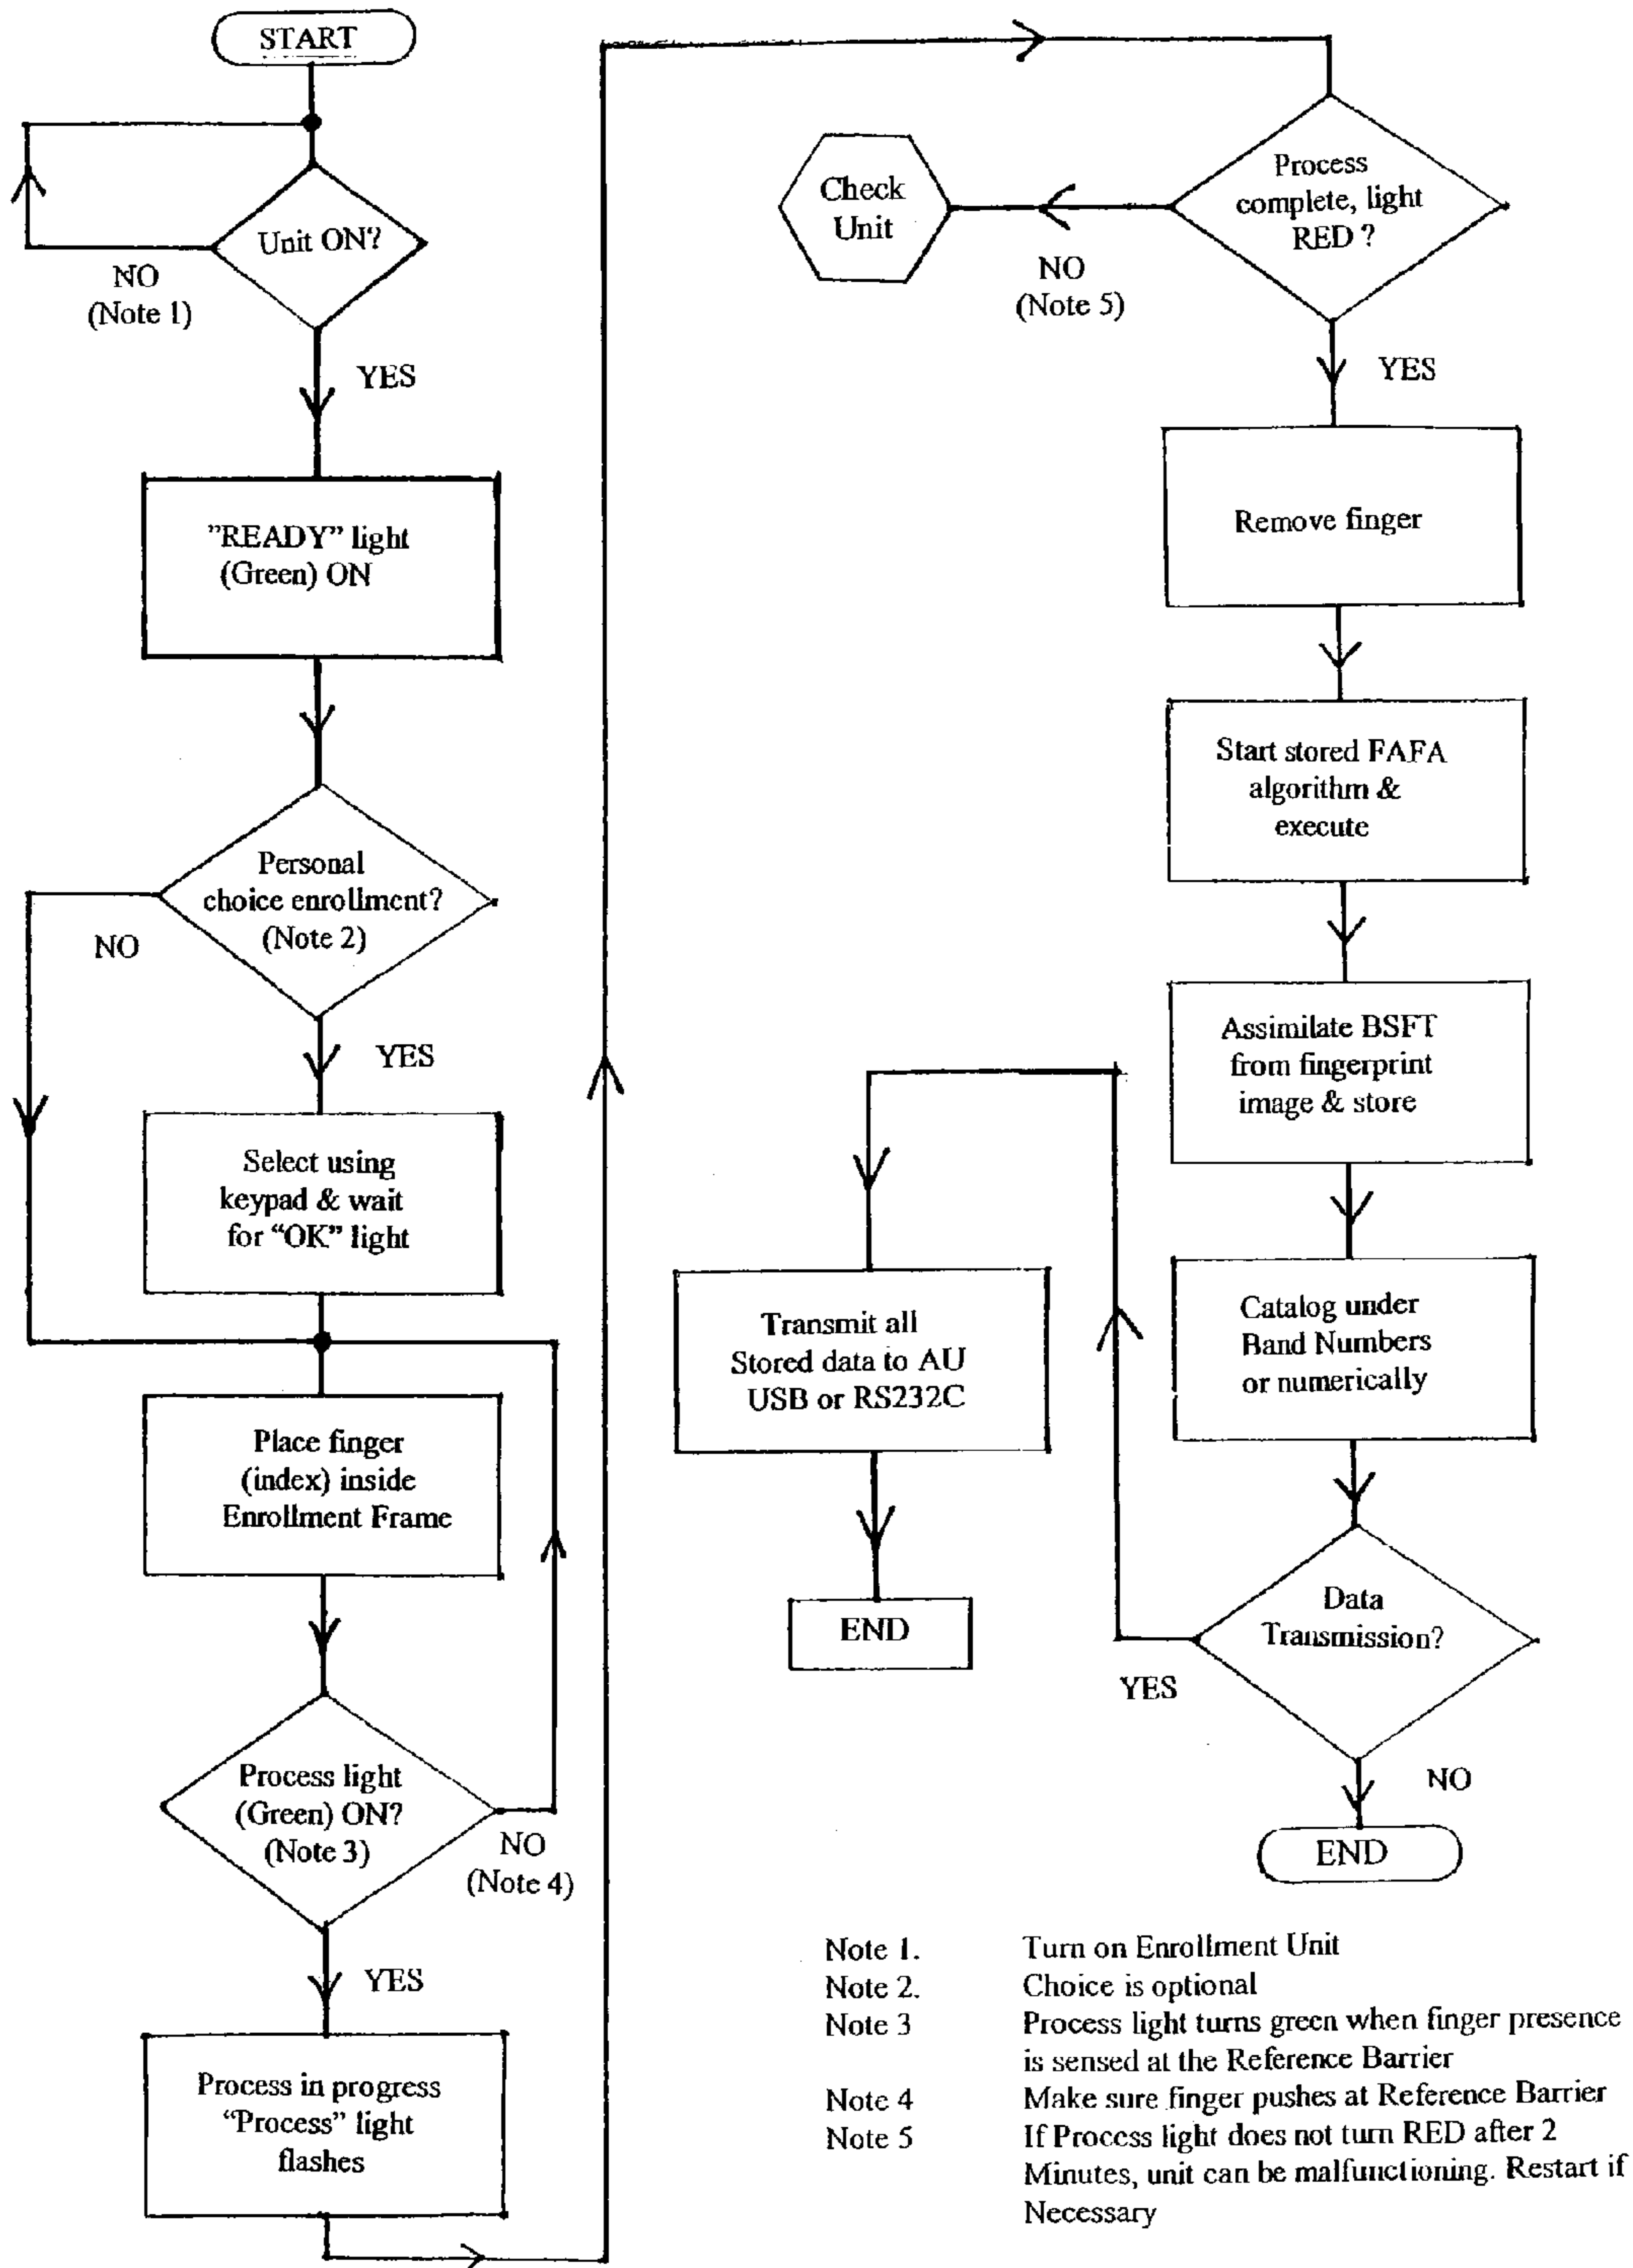 START
Unit ON?
NO
(Note 1)
YES
"READY" light
(Green) ON
Personal
choice enrollment?
(Note 2)
NO
YES
Select using
keypad & wait
for “OK” light
Place finger
(index) inside
Enrollment Frame
Process light
(Green) ON?
(Note 3)
NO
(Note 4)
YES
Process in progress
“Process” light
flashes
Process
complete, light
RED ?
Check
Unit
NO
(Note 5)
YES
Remove finger
Start stored FAFA
algorithm &
execute
Assimilate BSFT
from fingerprint
image & store
Catalog under
Band Numbers
or numerically
Data
Transmission?
YES
NO
Transmit all
Stored data to AU
USB or RS232C
END
END
Note 1. Turn on Enrollment Unit
Note 2. Choice is optional
Note 3 Process light turns green when finger presence
is sensed at the Reference Barrier
Note 4 Make sure finger pushes at Reference Barrier
Note 5 If Process light does not turn RED after 2
Minutes, unit can be malfunctioning. Restart if
Necessary